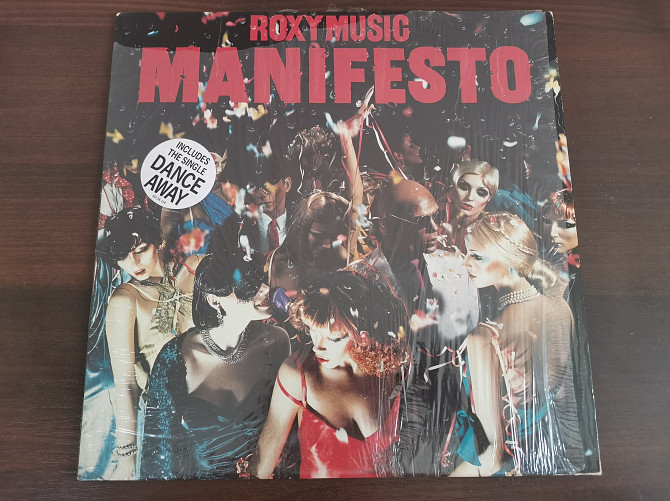 ROXY MUSIC
MANIFESTO
INCLUDES
THE SINGLE
DANCE
AWAY